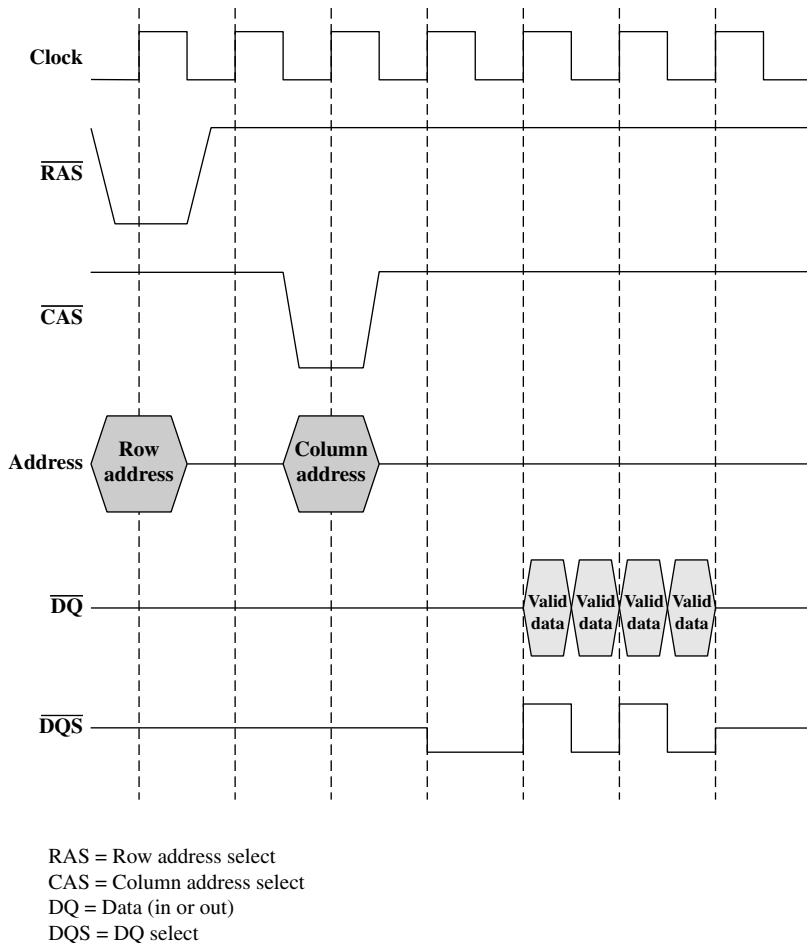 Clock
RAS
CAS
Address
Row
address
Column
address
DQ
Valid
data
Valid
data
Valid
data
Valid
data
DQS
RAS = Row address select
CAS = Column address select
DQ = Data (in or out)
DQS = DQ select